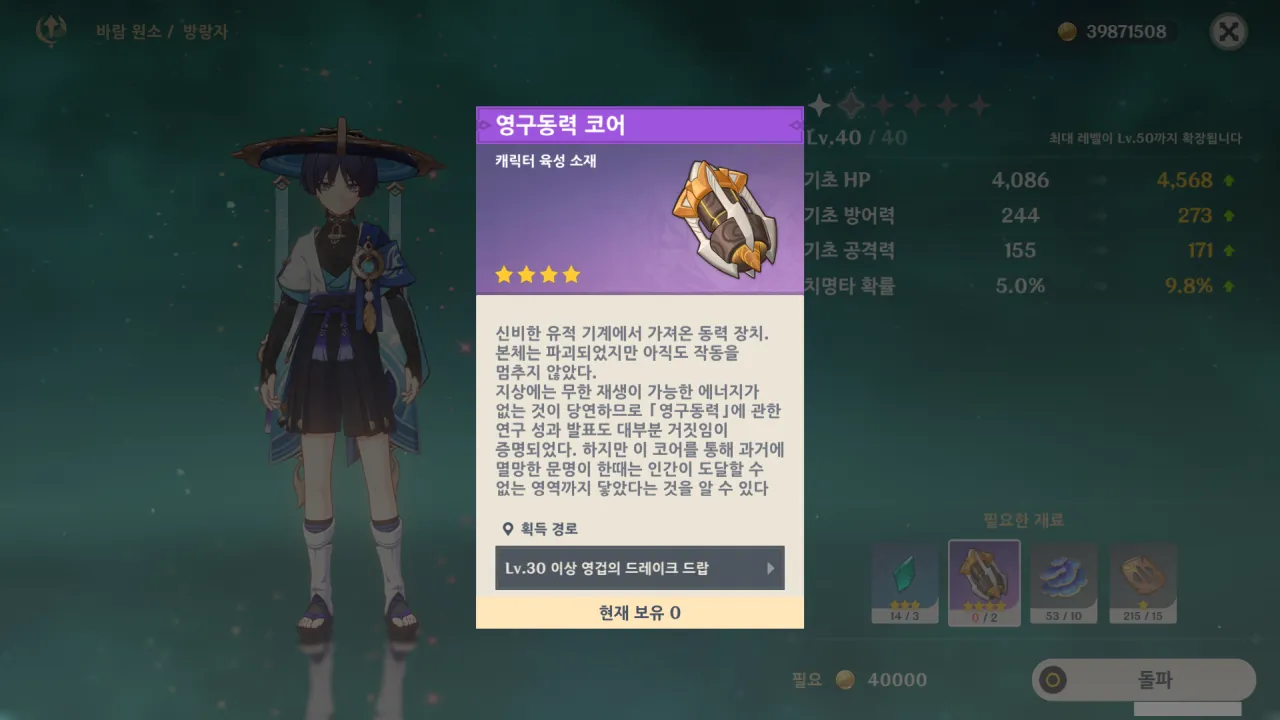 바람 원소 / 방랑자
39871508
영구동력 코어
캐릭터 육성 소재
신비한 유적 기계에서 가져온 동력 장치.
본체는 파괴되었지만 아직도 작동을
멈추지 않았다.
지상에는 무한 재생이 가능한 에너지가
없는 것이 당연하므로 「영구동력」에 관한
연구 성과 발표도 대부분 거짓임이
증명되었다. 하지만 이 코어를 통해 과거에
멸망한 문명이 한때는 인간이 도달할 수
없는 영역까지 닿았다는 것을 알 수 있다
획득 경로
Lv.30 이상 영겁의 드레이크 드랍
현재 보유 0
Lv.40 / 40
최대 레벨이 Lv.50까지 확장됩니다
기초 HP 4,086 4,568
기초 방어력 244 273
기초 공격력 155 171
치명타 확률 5.0% 9.8%
필요한 재료
14 / 3
0 / 2
53 / 10
215 / 15
필요 40000
돌파